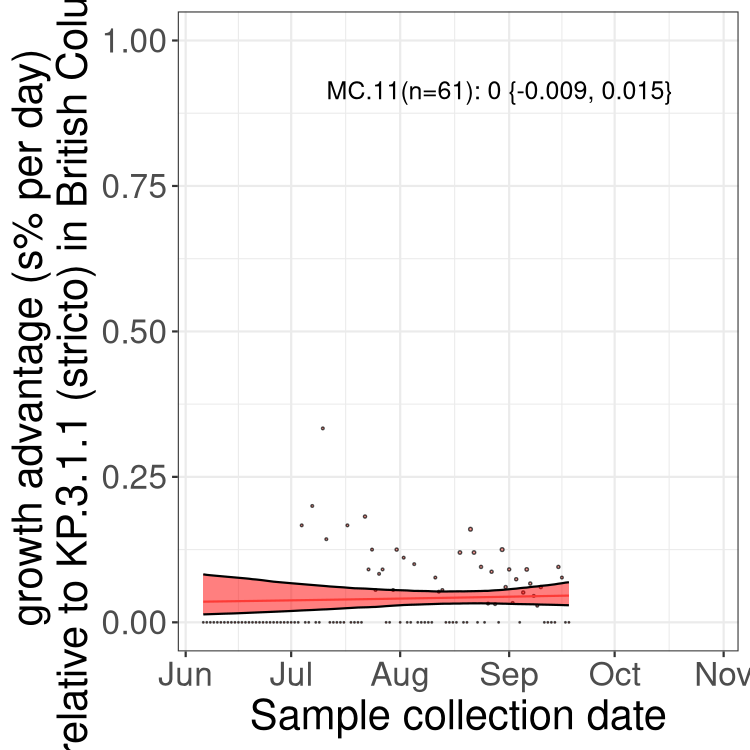 growth advantage (s% per day)
relative to KP.3.1.1 (stricto) in British Colu
1.00
0.75
0.50
0.25
0.00
MC.11(n=61): 0 {-0.009, 0.015}
Jun Jul Aug Sep Oct Nov
Sample collection date